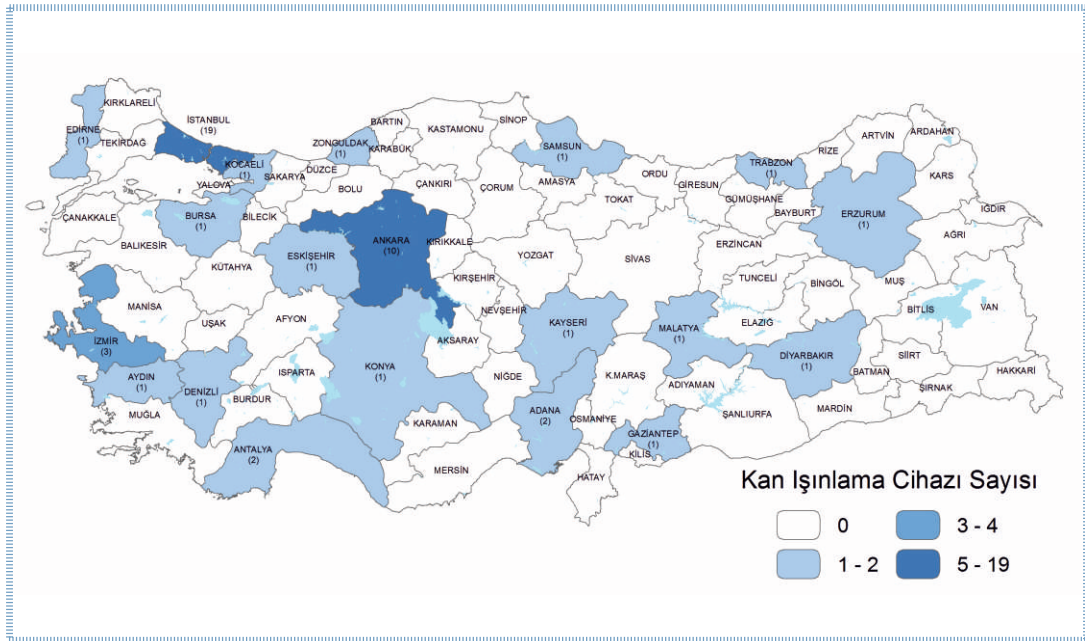 KIRKLARELİ
EDİRNE
(1)
TEKİRDAĞ
İSTANBUL
(19)
KOCAELİ
(1)
YALOVA
SAKARYA
DÜZCE
ZONGULDAK
(1)
BARTIN
KARABÜK
KASTAMONU
SİNOP
SAMSUN
(1)
ORDU
GİRESUN
TRABZON
(1)
GÜMÜŞHANE
BAYBURT
RİZE
ARTVİN
ARDAHAN
KARS
IĞDIR
AĞRI
ERZURUM
(1)
ERZİNCAN
ÇANAKKALE
BALIKESİR
BURSA
(1)
BİLECİK
BOLU
ÇANKIRI
ÇORUM
AMASYA
TOKAT
SİVAS
YOZGAT
KIRIKKALE
ANKARA
(10)
ESKİŞEHİR
(1)
KÜTAHYA
MANİSA
UŞAK
AFYON
KIRŞEHİR
NEVŞEHİR
AKSARAY
KAYSERİ
(1)
MALATYA
(1)
TUNCELİ
ELAZIĞ
BİNGÖL
MUŞ
BİTLİS
VAN
HAKKARİ
ŞIRNAK
SİİRT
BATMAN
DİYARBAKIR
(1)
MARDİN
ŞANLIURFA
ADIYAMAN
K.MARAŞ
GAZİANTEP
(1)
KİLİS
OSMANİYE
HATAY
ADANA
(2)
NİĞDE
MERSİN
KARAMAN
KONYA
(1)
ISPARTA
BURDUR
ANTALYA
(2)
DENİZLİ
(1)
MUĞLA
AYDIN
(1)
İZMİR
(3)
Kan Işınlama Cihazı Sayısı
0
3 - 4
1 - 2
5 - 19